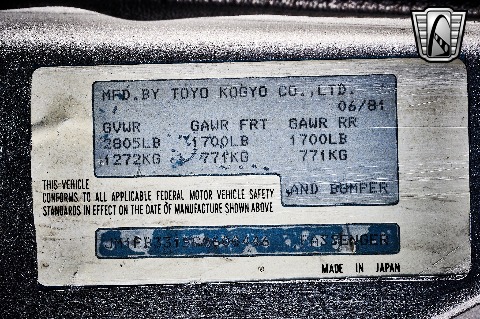 MFD.BY TOYO KOGYO CO.,LTD.
06/81
GVWR GAWR FRT GAWR RR
2805LB 1700LB 1700LB
1272KG 771KG 771KG
THIS VEHICLE
CONFORMS TO ALL APPLICABLE FEDERAL MOTOR VEHICLE SAFETY
AND BUMPER
STANDARDS IN EFFECT ON THE DATE OF MANUFACTURE SHOWN ABOVE
PASSENGER
MADE IN JAPAN